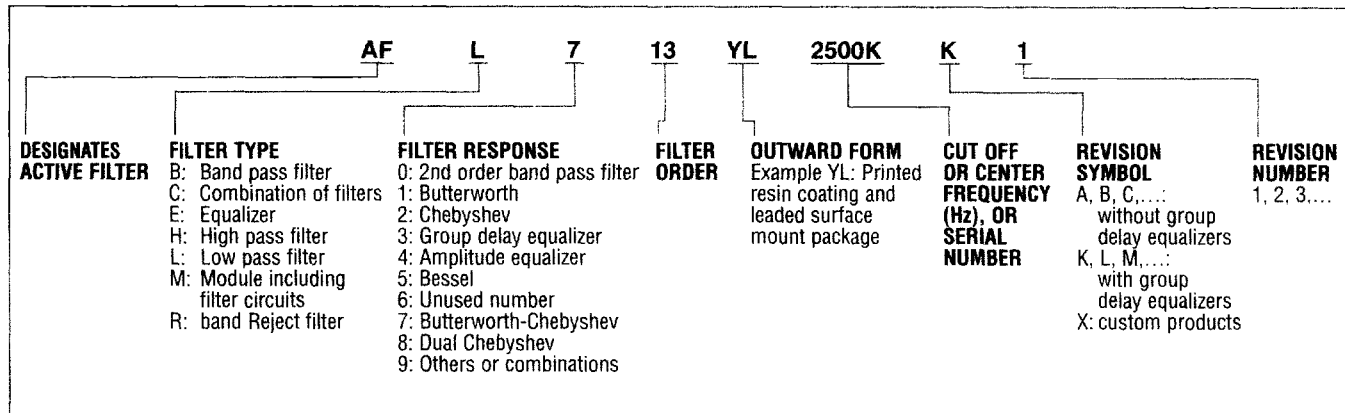 AF L 7 13 YL 2500K K 1
DESIGNATES
ACTIVE FILTER
FILTER TYPE
B: Band pass filter
C: Combination of filters
E: Equalizer
H: High pass filter
L: Low pass filter
M: Module including
filter circuits
R: band Reject filter
FILTER RESPONSE
0: 2nd order band pass filter
1: Butterworth
2: Chebyshev
3: Group delay equalizer
4: Amplitude equalizer
5: Bessel
6: Unused number
7: Butterworth-Chebyshev
8: Dual Chebyshev
9: Others or combinations
FILTER
ORDER
OUTWARD FORM
Example YL: Printed
resin coating and
leaded surface
mount package
CUT OFF
OR CENTER
FREQUENCY
(Hz), OR
SERIAL
NUMBER
REVISION
SYMBOL
A, B, C,...:
without group
delay equalizers
K, L, M,...:
with group
delay equalizers
X: custom products
REVISION
NUMBER
1, 2, 3,...